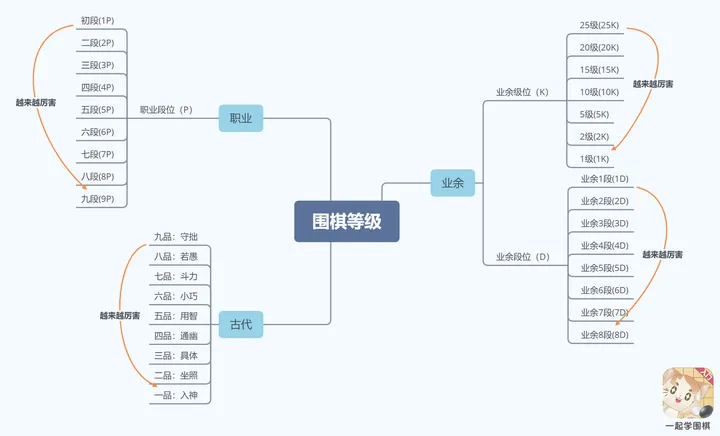 围棋等级
职业
职业段位（P）
初段(1P)
二段(2P)
三段(3P)
四段(4P)
五段(5P)
六段(6P)
七段(7P)
八段(8P)
九段(9P)
越来越厉害
古代
九品：守拙
八品：若愚
七品：斗力
六品：小巧
五品：用智
四品：通幽
三品：具体
二品：坐照
一品：入神
越来越厉害
业余
业余级位（K）
25级(25K)
20级(20K)
15级(15K)
10级(10K)
5级(5K)
2级(2K)
1级(1K)
越来越厉害
业余段位（D）
业余1段(1D)
业余2段(2D)
业余3段(3D)
业余4段(4D)
业余5段(5D)
业余6段(6D)
业余7段(7D)
业余8段(8D)
越来越厉害
入门
一起学围棋